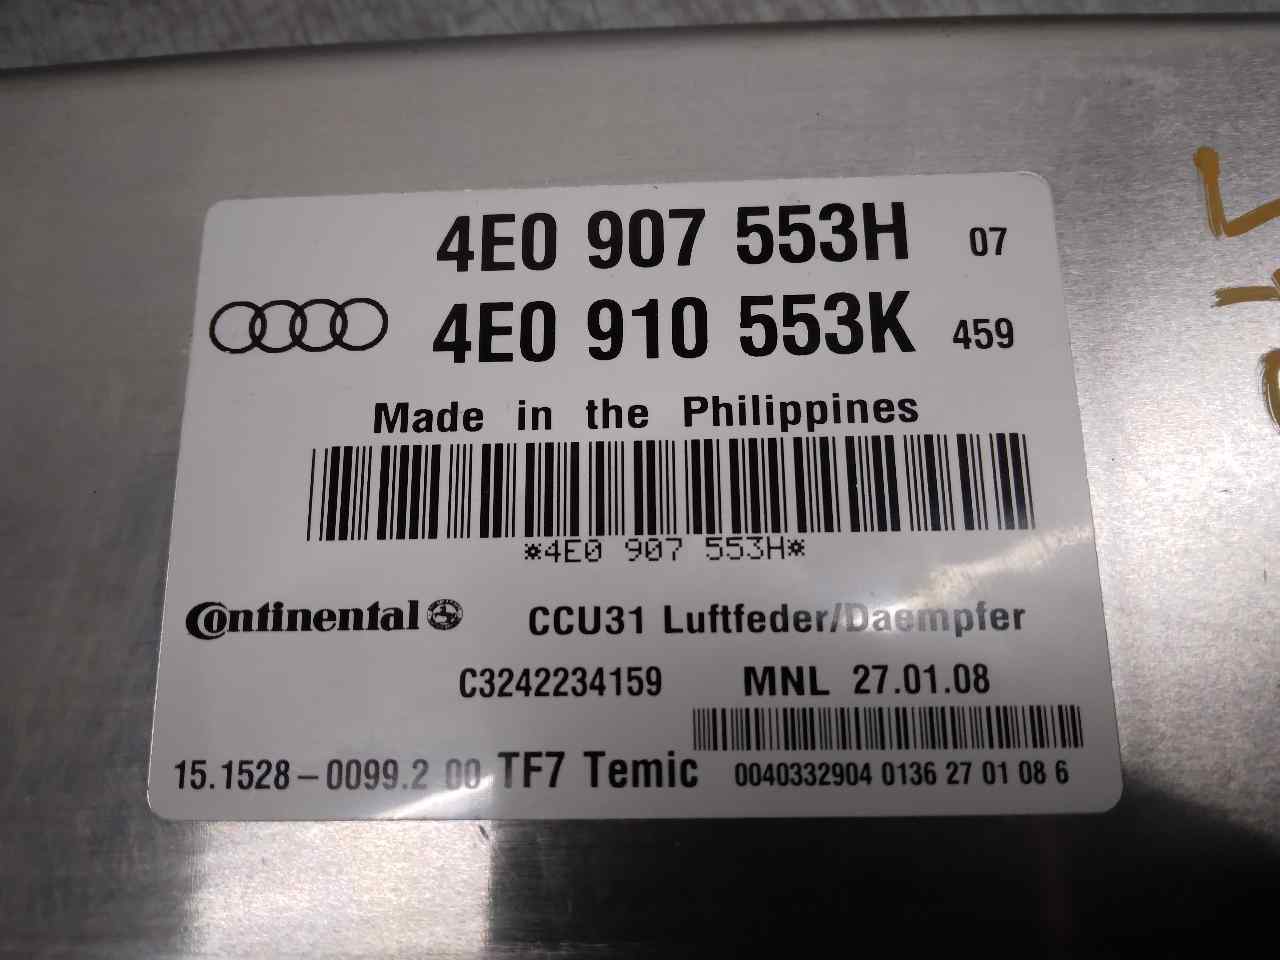 4E0 907 553H 07
4E0 910 553K 459
Made in the Philippines
*4E0 907 553H*
Continental CCU31 Luftfeder/Daempfer
C3242234159 MNL 27.01.08
15.1528-0099.2 00 TF7 Temic 0040332904 0136 27 01 08 6